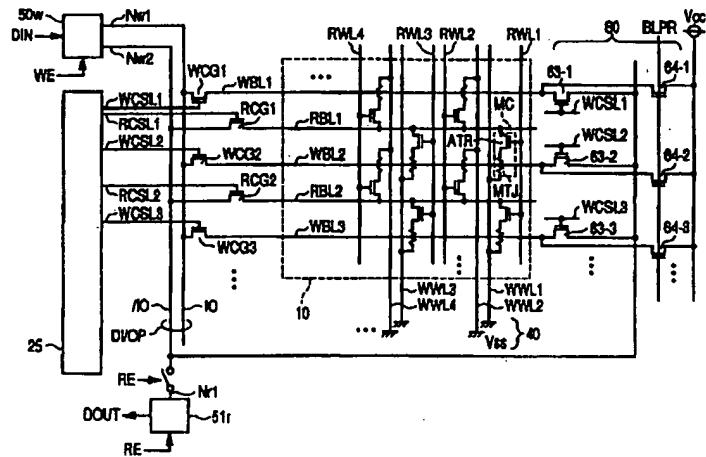 50w
Nw1
DIN
Nw2
WE
WCG1
WBL1
WCSL1
RCSL1
RCG1
RBL1
WCSL2
WCG2
WBL2
RCG2
RCSL2
RBL2
WCSL3
WBL3
WCG3
RWL4
RWL3
RWL2
RWL1
MC
ATR
MTJ
80
BLPR
Vcc
63-1
64-1
WCSL1
WCSL2
63-2
64-2
WCSL3
63-3
64-3
10
WWL3
WWL4
WWL1
WWL2
Vss
40
/IO
IO
DI/OP
25
RE
Nr1
DOUT
51r
RE